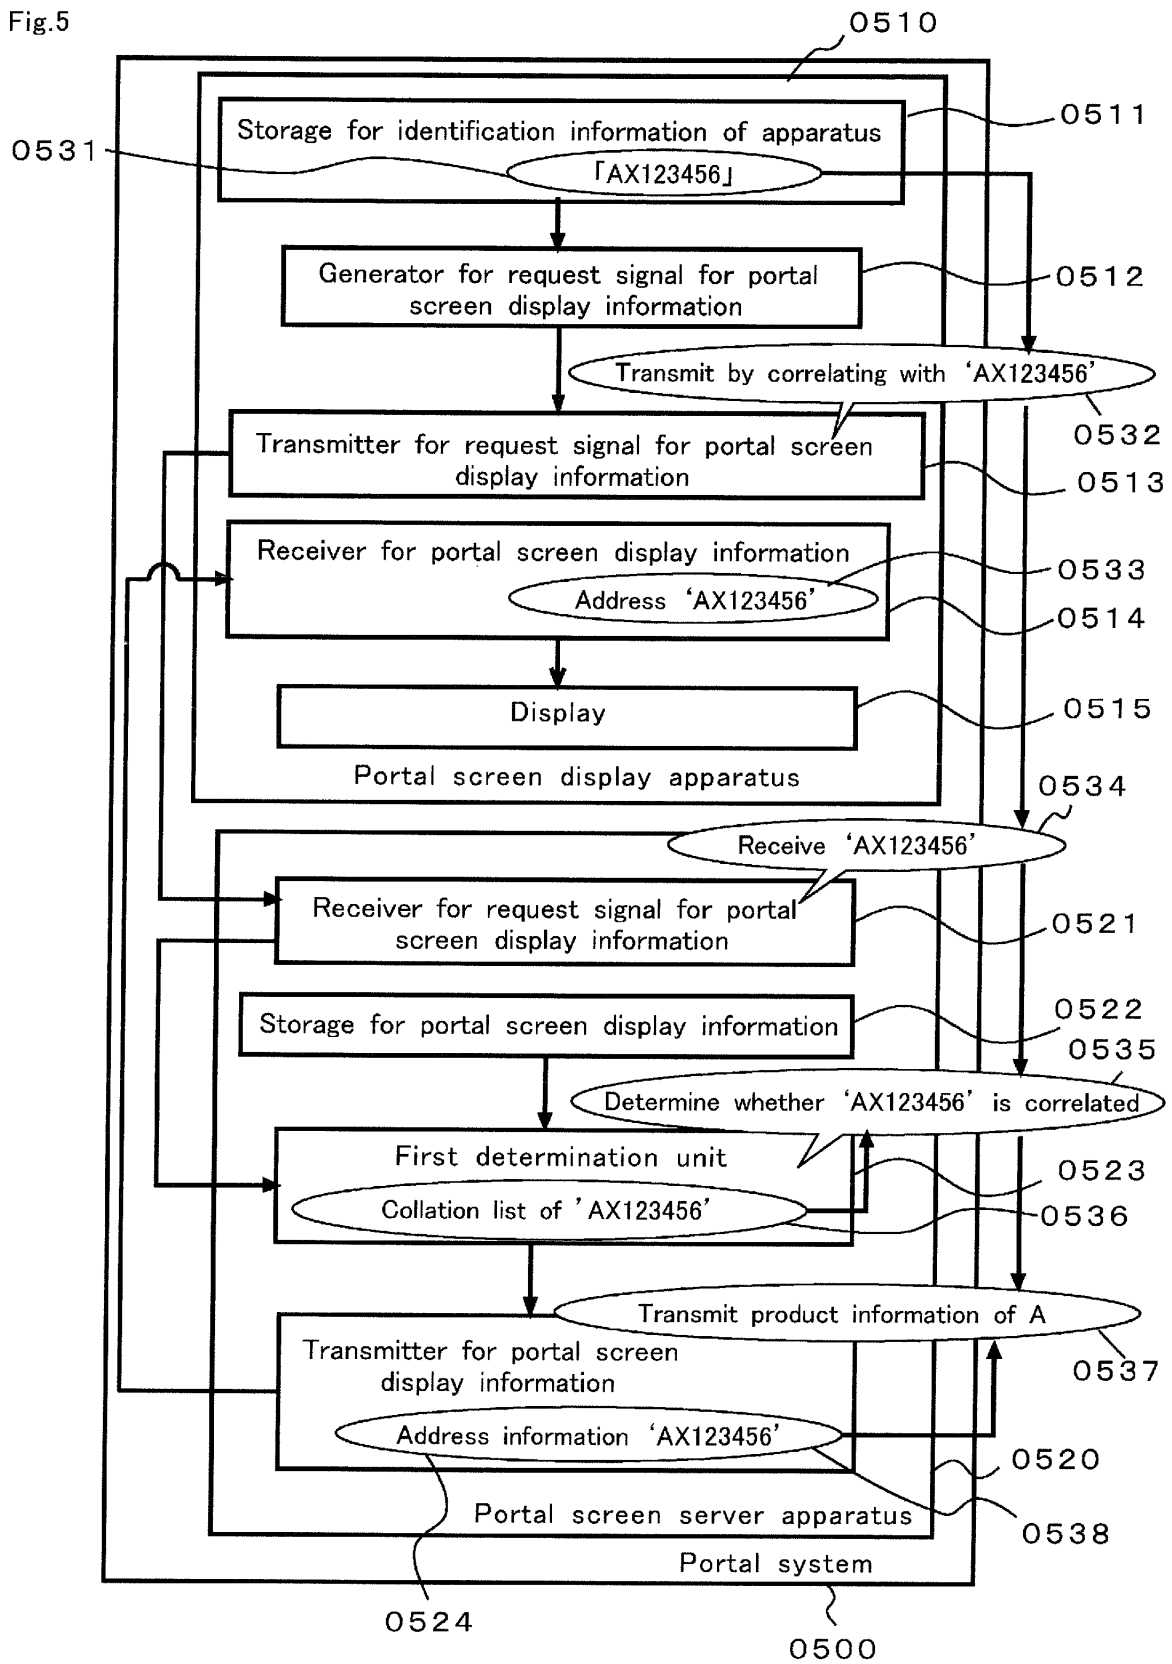 Fig.5
0510
Storage for identification information of apparatus
0511
0531
「AX123456」
Generator for request signal for portal
screen display information
0512
Transmit by correlating with ‘AX123456’
0532
Transmitter for request signal for portal screen
display information
0513
Receiver for portal screen display information
0533
Address ‘AX123456’
0514
Display
0515
Portal screen display apparatus
0534
Receive ‘AX123456’
Receiver for request signal for portal
screen display information
0521
Storage for portal screen display information
0522
0535
Determine whether ‘AX123456’ is correlated
First determination unit
0523
Collation list of ’AX123456’
0536
Transmit product information of A
0537
Transmitter for portal screen
display information
Address information ‘AX123456’
0520
Portal screen server apparatus
0538
Portal system
0524
0500